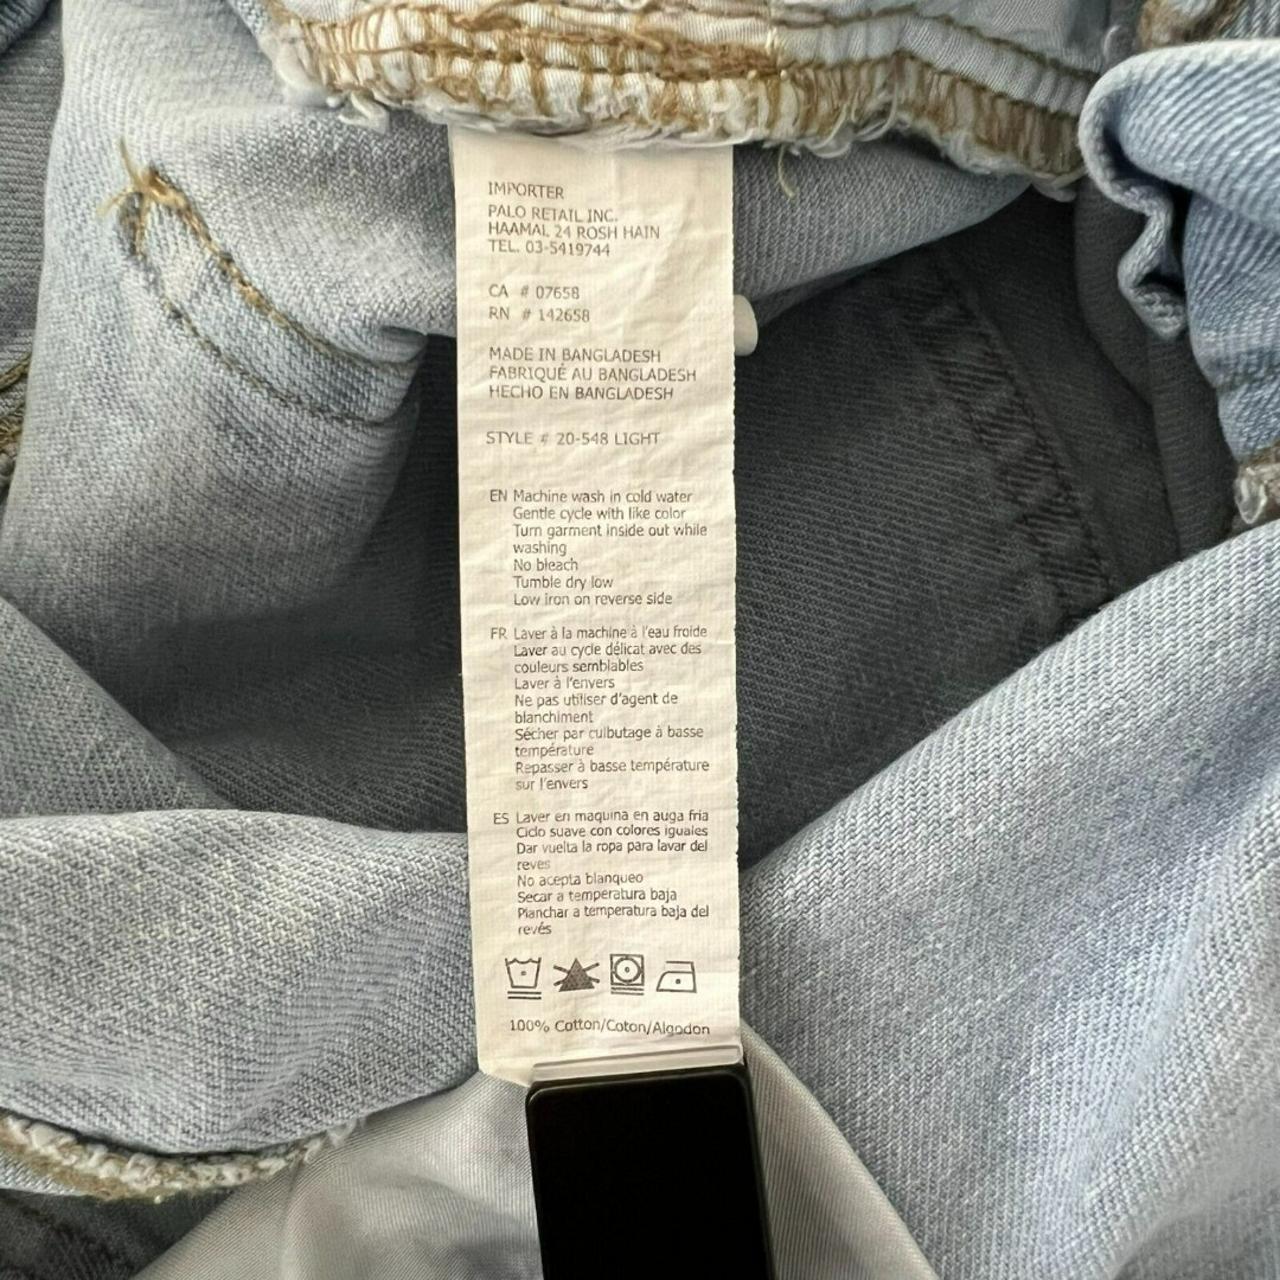 IMPORTER
PALO RETAIL INC.
HAAMAL 24 ROSH HAIN
TEL. 03-5419744
CA # 07658
RN # 142658
MADE IN BANGLADESH
FABRIQUÉ AU BANGLADESH
HECHO EN BANGLADESH
STYLE # 20-548 LIGHT
EN Machine wash in cold water
Gentle cycle with like color
Turn garment inside out while
washing
No bleach
Tumble dry low
Low iron on reverse side
FR Laver à la machine à l'eau froide
Laver au cycle délicat avec des
couleurs semblables
Laver à l'envers
Ne pas utiliser d'agent de
blanchiment
Sécher par culbutage à basse
température
Repasser à basse température
sur l'envers
ES Laver en maquina en auga fria
Ciclo suave con colores iguales
Dar vuelta la ropa para lavar del
reves
No acepta blanqueo
Secar a temperatura baja
Planchar a temperatura baja del
revés
100% Cotton/Coton/Algodon